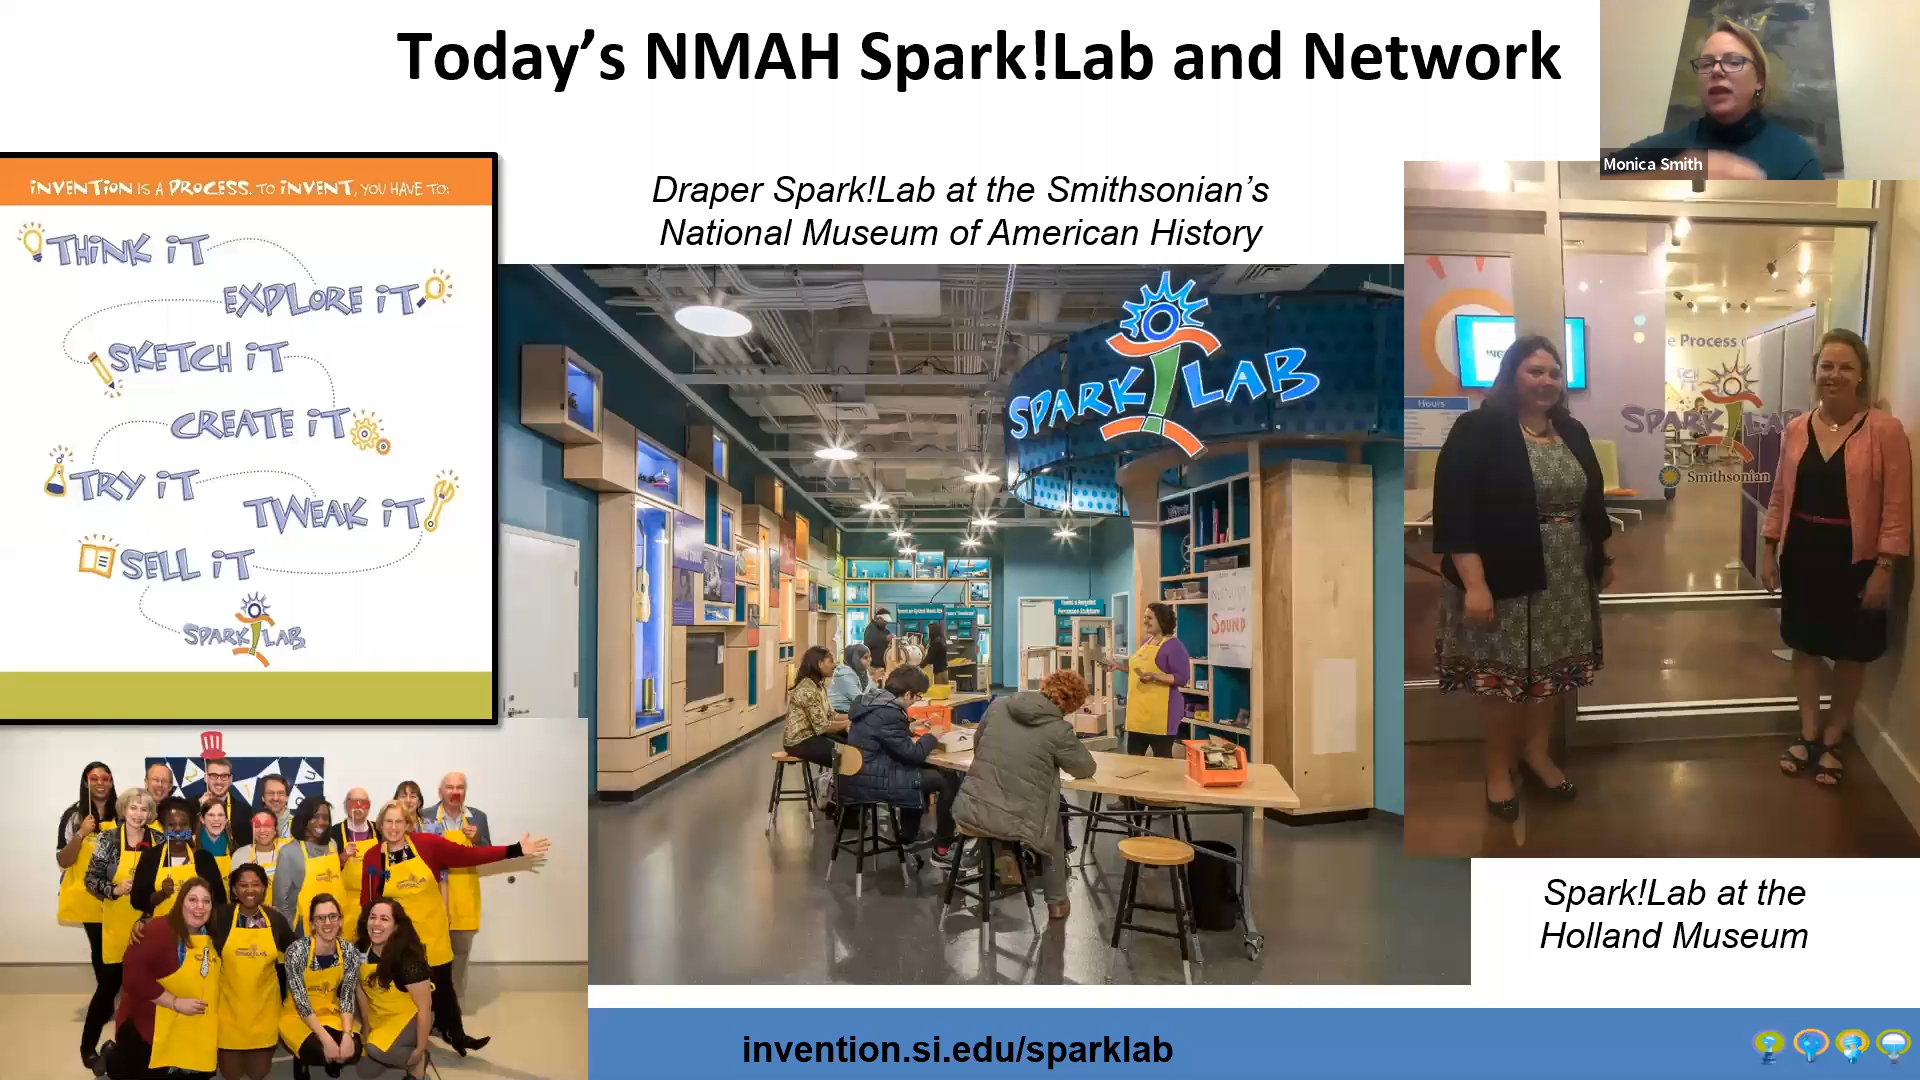 Today's NMAH Spark!Lab and Network
Monica Smith
iNVENTiON iS A PROCESS. TO iNVENT, YOU HAVE TO:
THiNK iT
EXPLORE iT
SKETCH iT
CREATE iT
TRY iT
TWEAK iT
SELL iT
SPARK!LAB
Draper Spark!Lab at the Smithsonian's
National Museum of American History
SPARK!LAB
SOUND
Hours
e Process
SPARK!LAB
Smithsonian
Spark!Lab at the
Holland Museum
invention.si.edu/sparklab